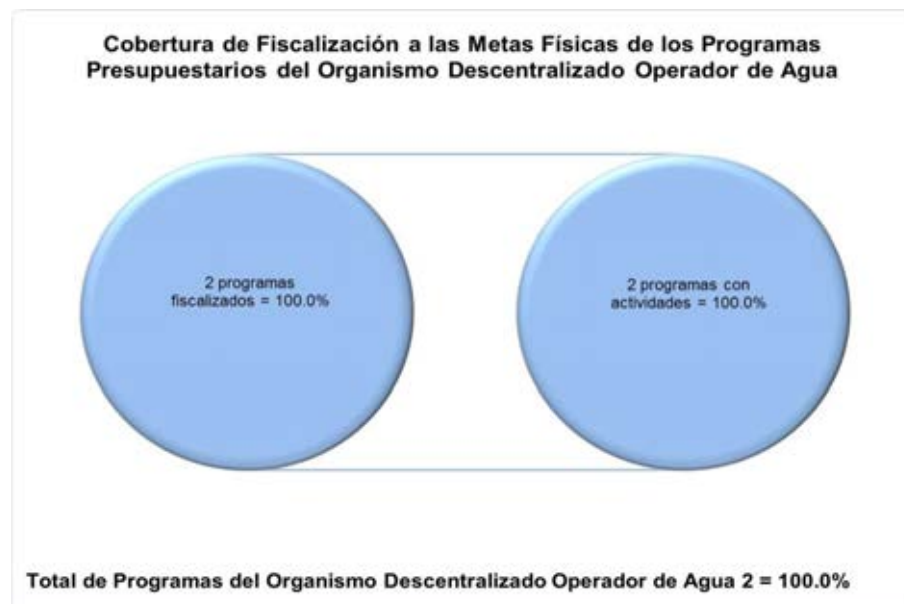 Cobertura de Fiscalización a las Metas Físicas de los Programas
Presupuestarios del Organismo Descentralizado Operador de Agua
2 programas
fiscalizados = 100.0%
2 programas con
actividades = 100.0%
Total de Programas del Organismo Descentralizado Operador de Agua 2 = 100.0%